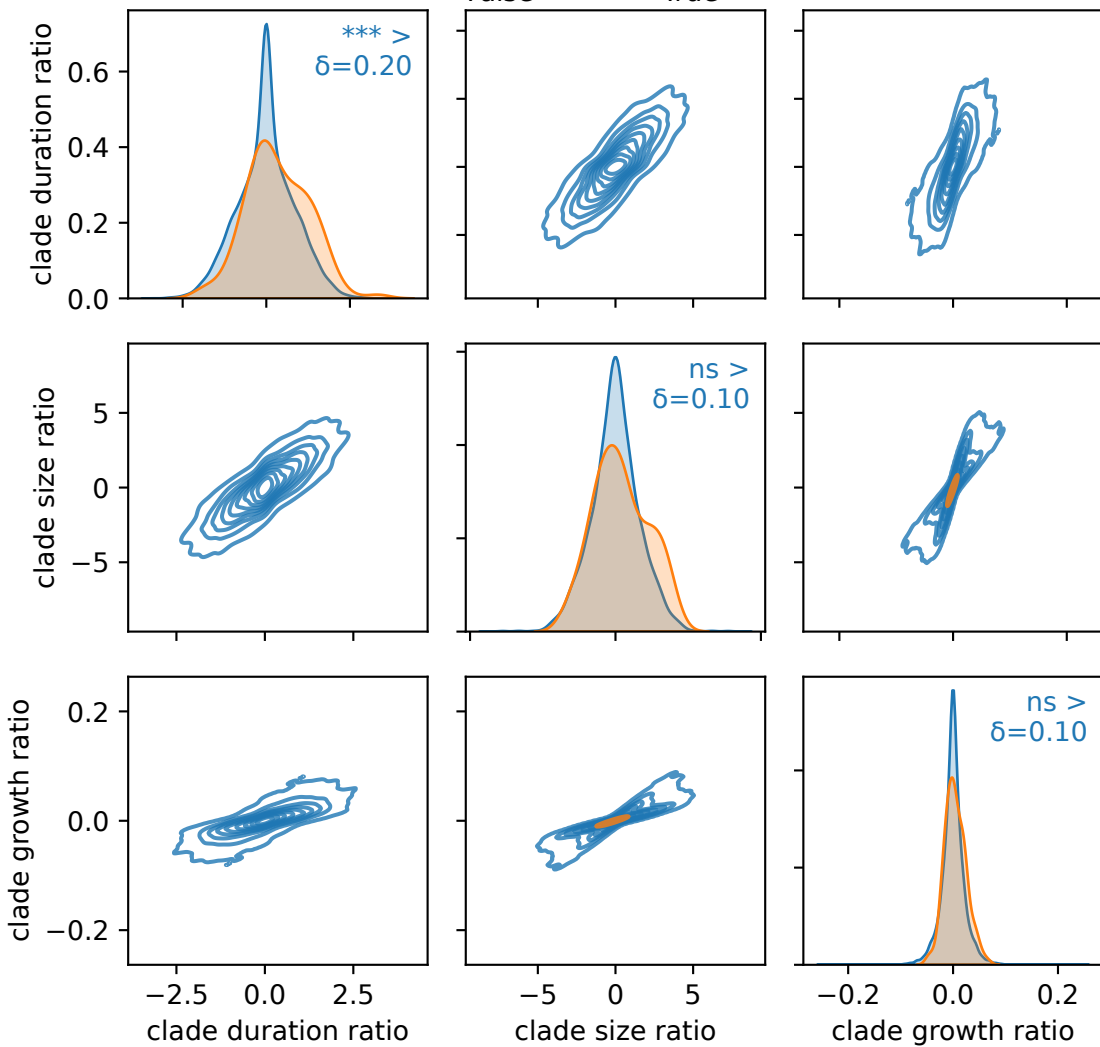 *** >
δ=0.20
clade duration ratio
0.6
0.4
0.2
0.0
ns >
δ=0.10
clade size ratio
5
0
−5
ns >
δ=0.10
clade growth ratio
0.2
0.0
−0.2
−2.5 0.0 2.5 −5 0 5 −0.2 0.0 0.2
clade duration ratio clade size ratio clade growth ratio